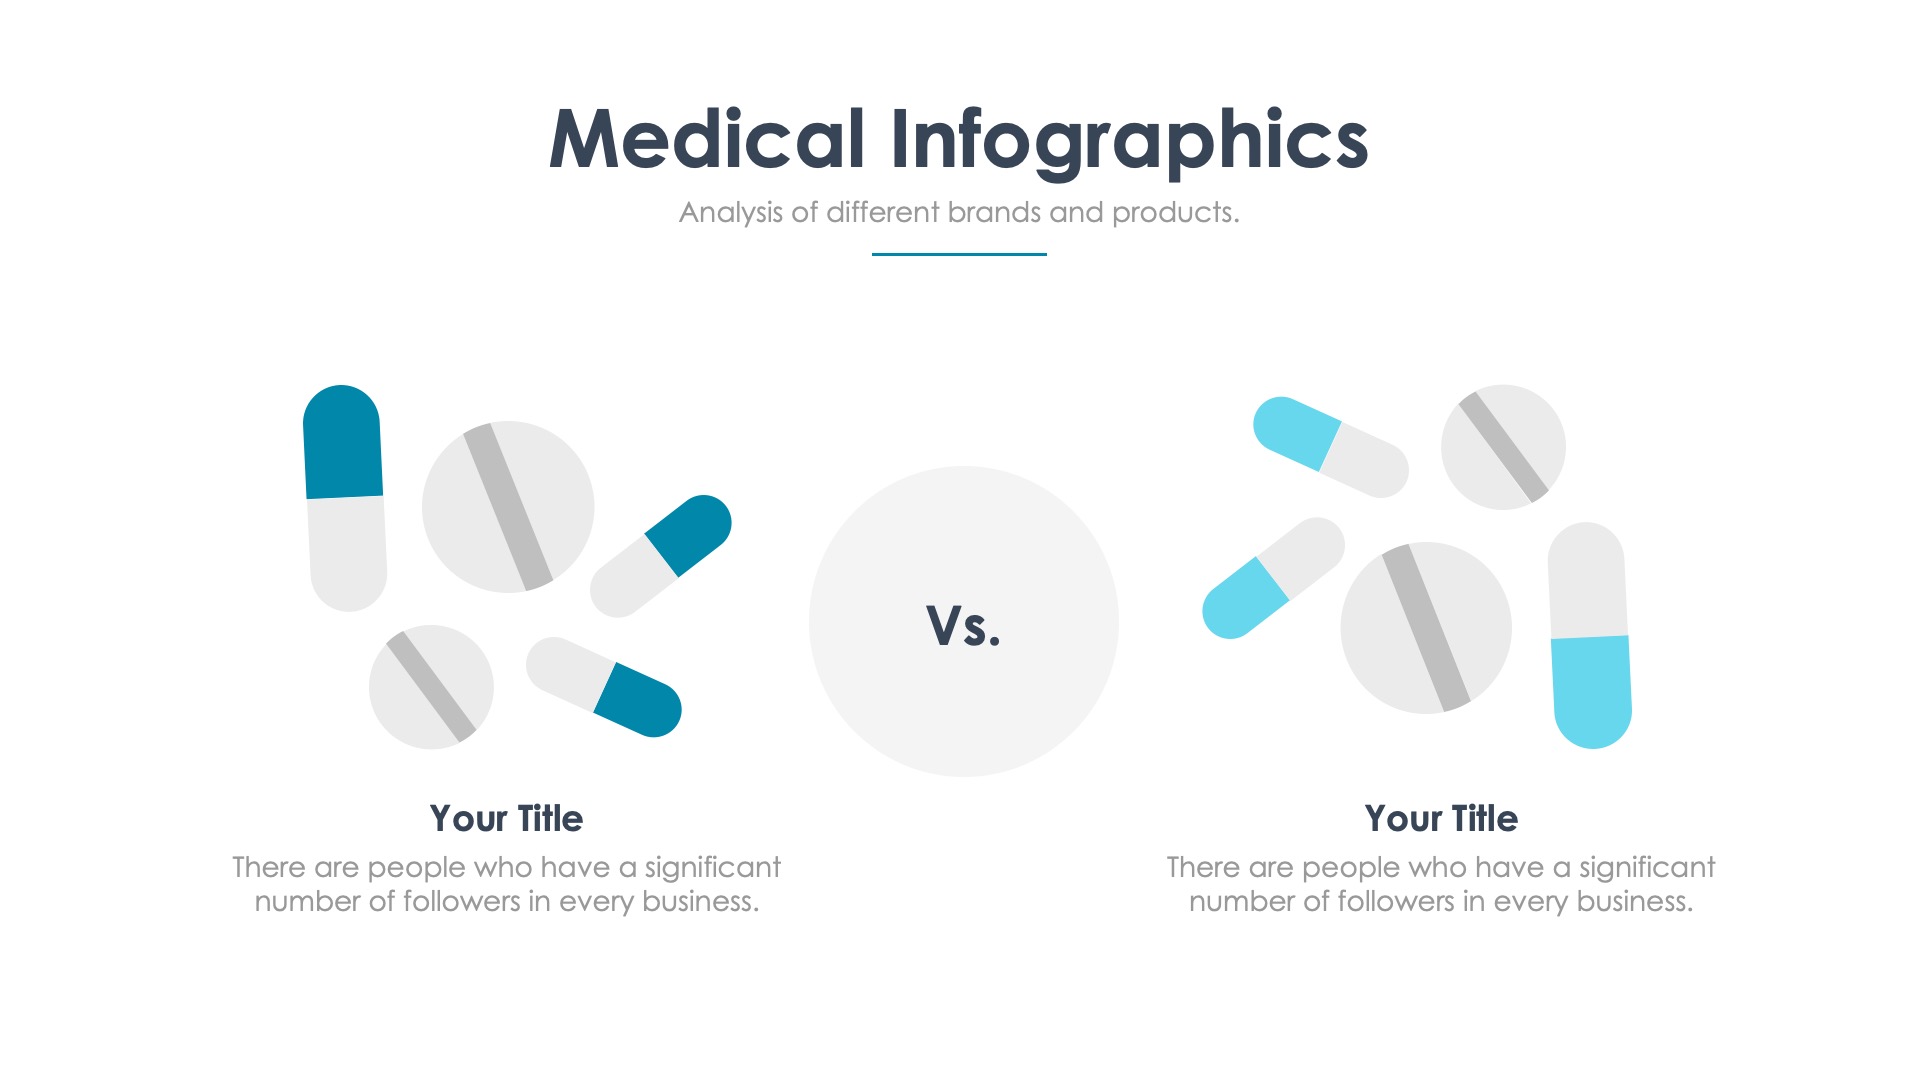 Medical Infographics
Analysis of different brands and products.
Vs.
Your Title
There are people who have a significant
number of followers in every business.
Your Title
There are people who have a significant
number of followers in every business.